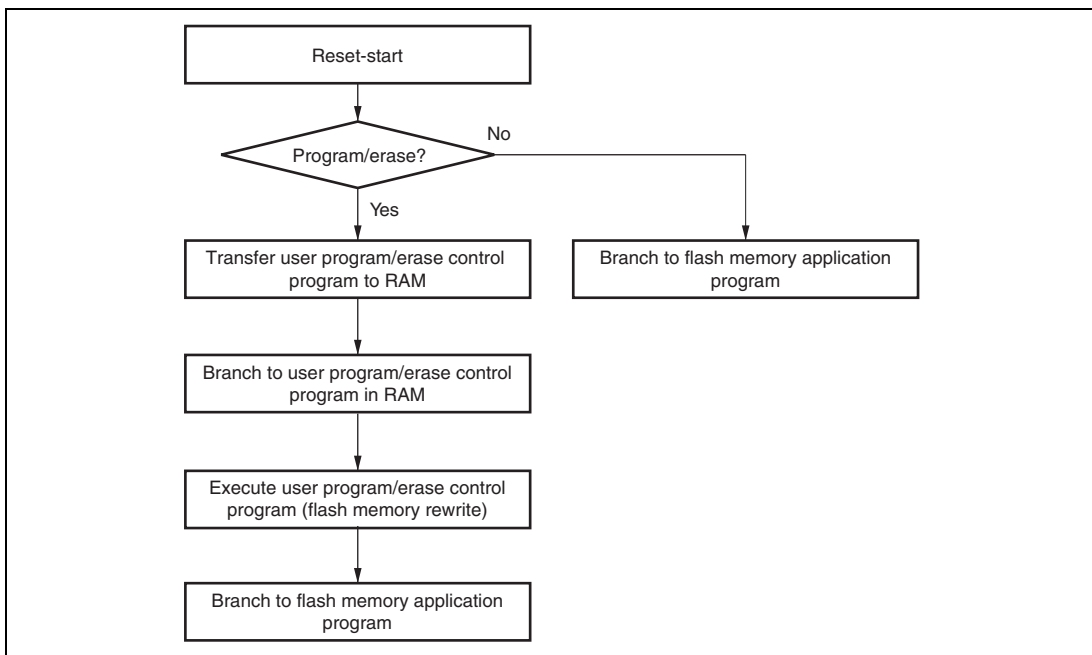 Reset-start
Program/erase?
No
Yes
Transfer user program/erase control
program to RAM
Branch to flash memory application
program
Branch to user program/erase control
program in RAM
Execute user program/erase control
program (flash memory rewrite)
Branch to flash memory application
program